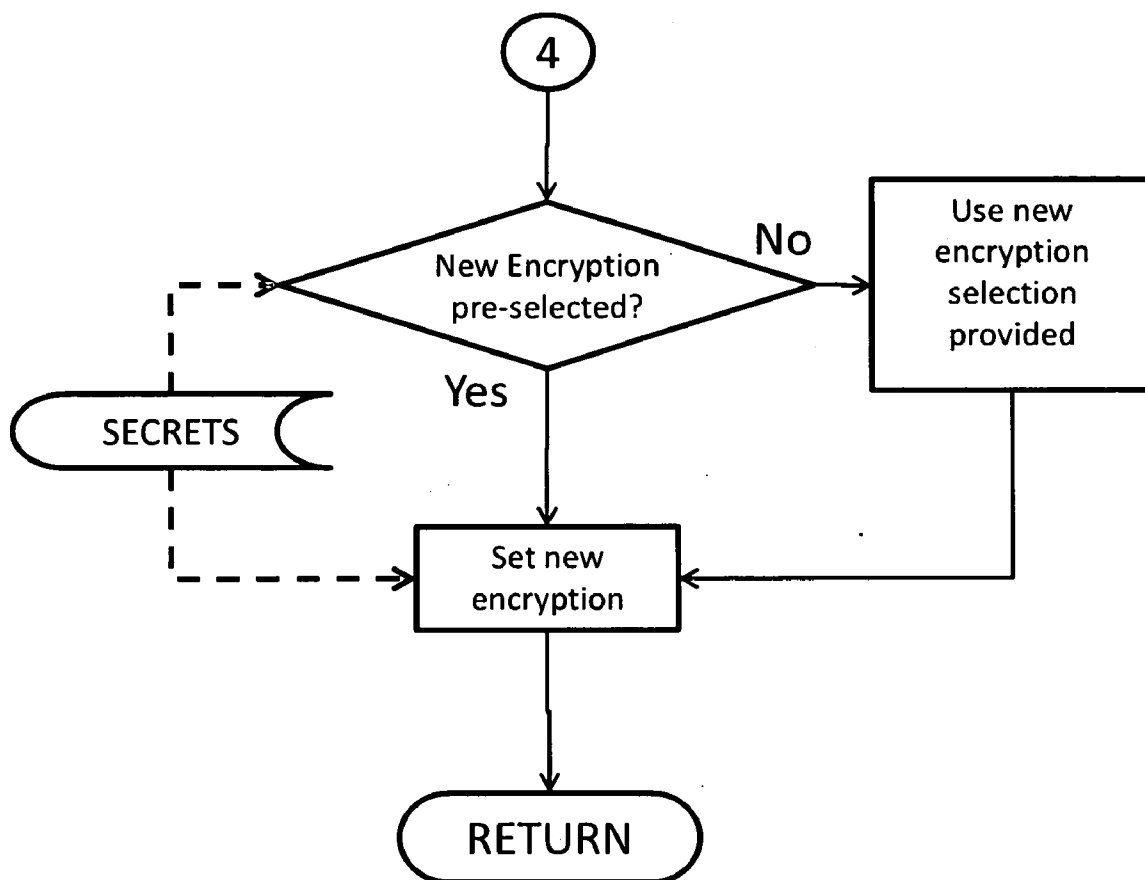 4
New Encryption
pre-selected?
No
Use new
encryption
selection
provided
Yes
SECRETS
Set new
encryption
RETURN